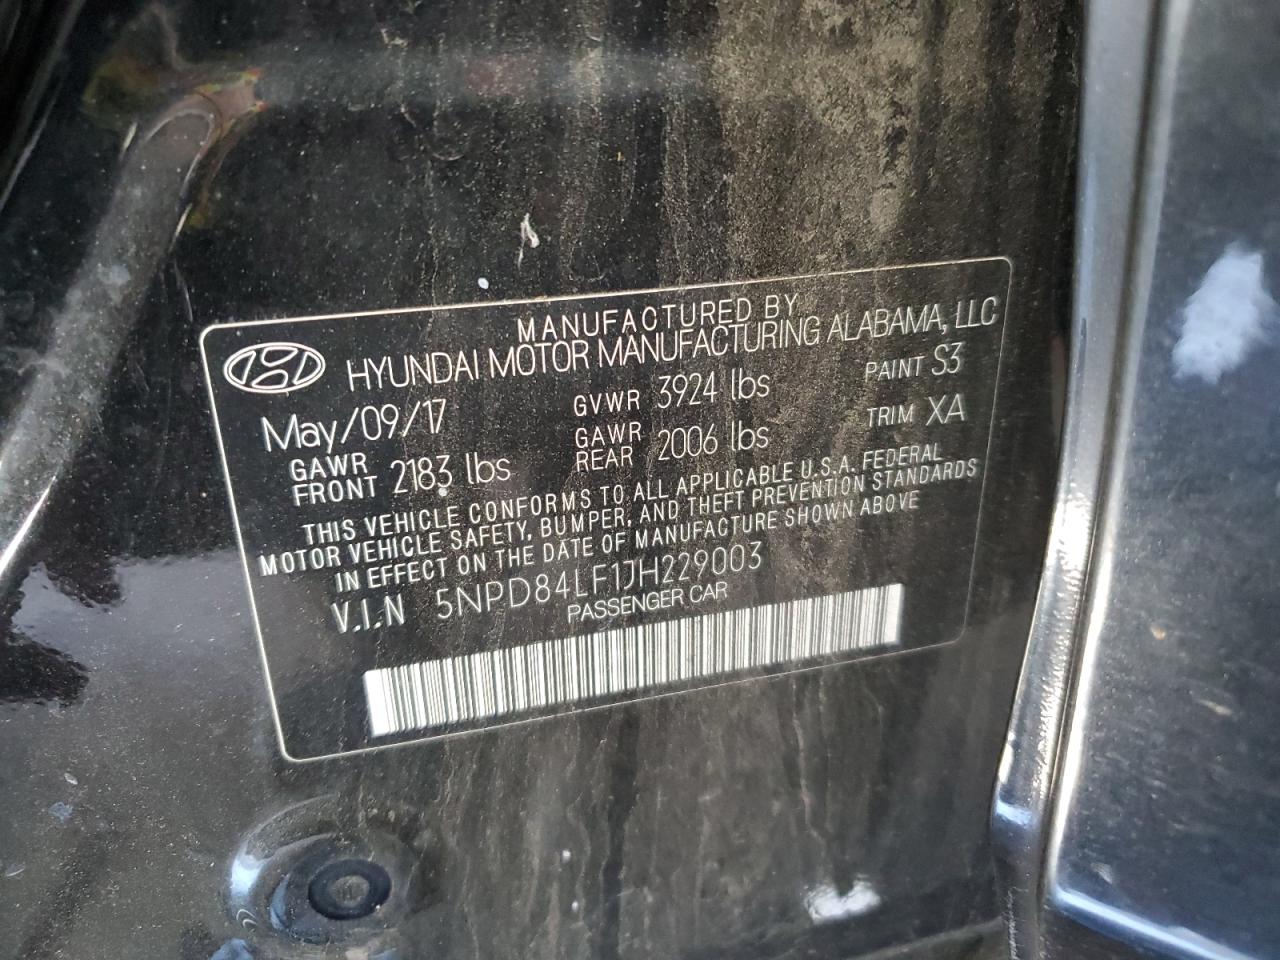 MANUFACTURED BY
HYUNDAI MOTOR MANUFACTURING ALABAMA, LLC
May/09/17 GVWR 3924 lbs PAINT S3
GAWR FRONT 2183 lbs GAWR REAR 2006 lbs TRIM XA
THIS VEHICLE CONFORMS TO ALL APPLICABLE U.S.A. FEDERAL
MOTOR VEHICLE SAFETY, BUMPER, AND THEFT PREVENTION STANDARDS
IN EFFECT ON THE DATE OF MANUFACTURE SHOWN ABOVE
V.I.N 5NPD84LF1JH229003
PASSENGER CAR